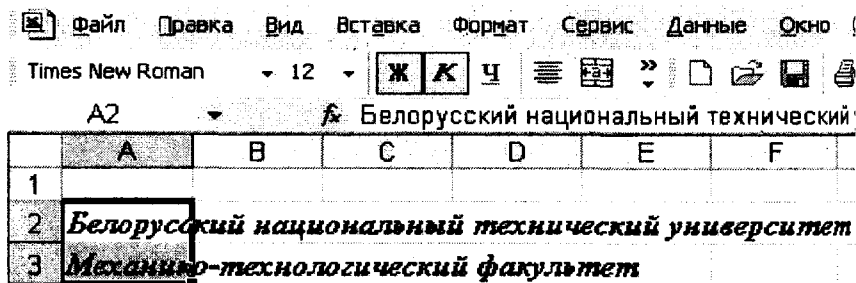 Файл Правка Вид Вставка Формат Сервис Данные Окно
Times New Roman 12 Ж К Ч
A2 fx Белорусский национальный технический
A B C D E F
1
2 Белорусский национальный технический университет
3 Механико-технологический факультет